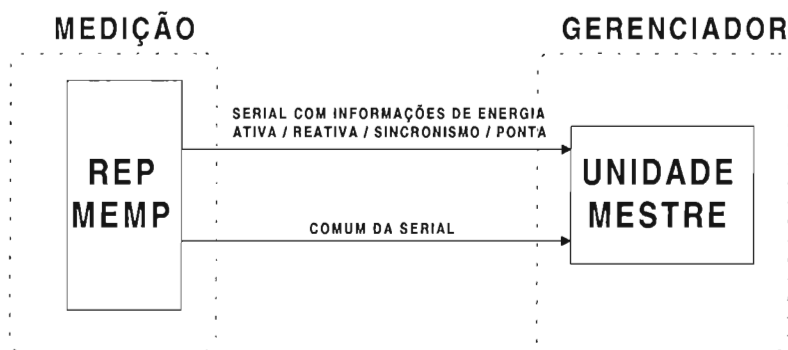 MEDIÇÃO
GERENCIADOR
SERIAL COM INFORMAÇÕES DE ENERGIA
ATIVA / REATIVA / SINCRONISMO / PONTA
REP
MEMP
UNIDADE
MESTRE
COMUM DA SERIAL